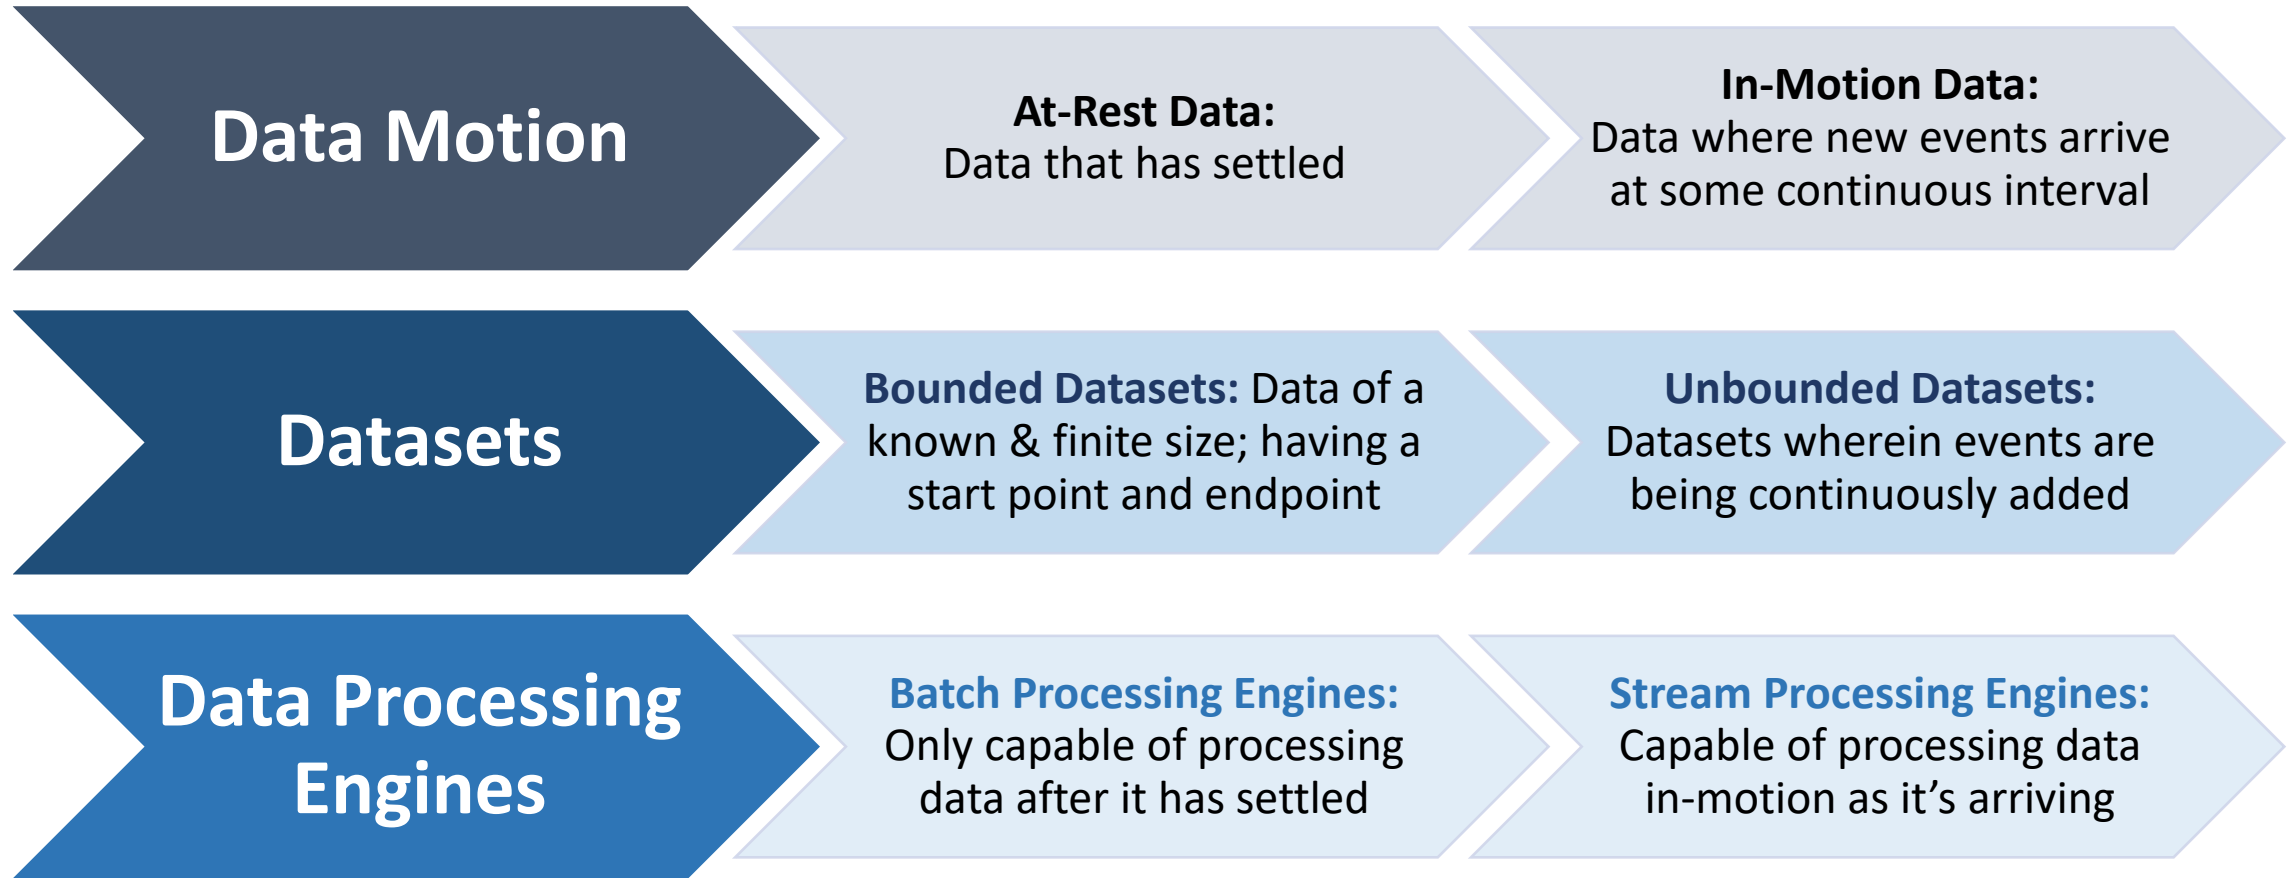 Data Motion
At-Rest Data:
Data that has settled
In-Motion Data:
Data where new events arrive
at some continuous interval
Datasets
Bounded Datasets: Data of a
known & finite size; having a
start point and endpoint
Unbounded Datasets:
Datasets wherein events are
being continuously added
Data Processing
Engines
Batch Processing Engines:
Only capable of processing
data after it has settled
Stream Processing Engines:
Capable of processing data
in-motion as it’s arriving